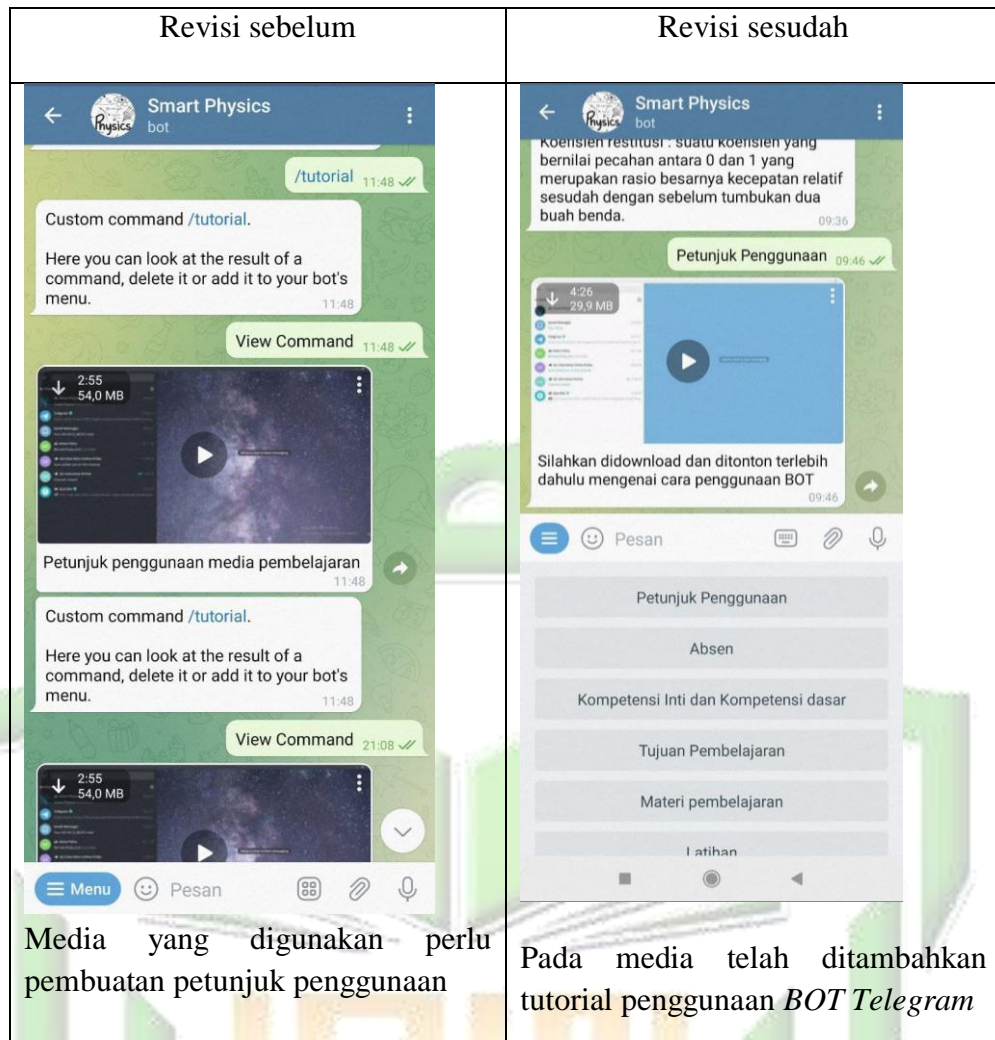 Revisi sebelum
Physics
Smart Physics
bot
/tutorial 11:48
Custom command /tutorial.
Here you can look at the result of a
command, delete it or add it to your bot's
menu.
11:48
View Command 11:48
2:55
54,0 MB
Petunjuk penggunaan media pembelajaran
11:48
Custom command /tutorial.
Here you can look at the result of a
command, delete it or add it to your bot's
menu.
11:48
View Command 21:08
2:55
54,0 MB
Menu
Pesan
Media yang digunakan perlu
pembuatan petunjuk penggunaan
Revisi sesudah
Physics
Smart Physics
bot
Koefisien restitusi : suatu koefisien yang
bernilai pecahan antara 0 dan 1 yang
merupakan rasio besarnya kecepatan relatif
sesudah dengan sebelum tumbukan dua
buah benda.
09:36
Petunjuk Penggunaan 09:46
4:26
29,9 MB
Silahkan didownload dan ditonton terlebih
dahulu mengenai cara penggunaan BOT
09:46
Pesan
Petunjuk Penggunaan
Absen
Kompetensi Inti dan Kompetensi dasar
Tujuan Pembelajaran
Materi pembelajaran
Latihan
Pada media telah ditambahkan
tutorial penggunaan BOT Telegram